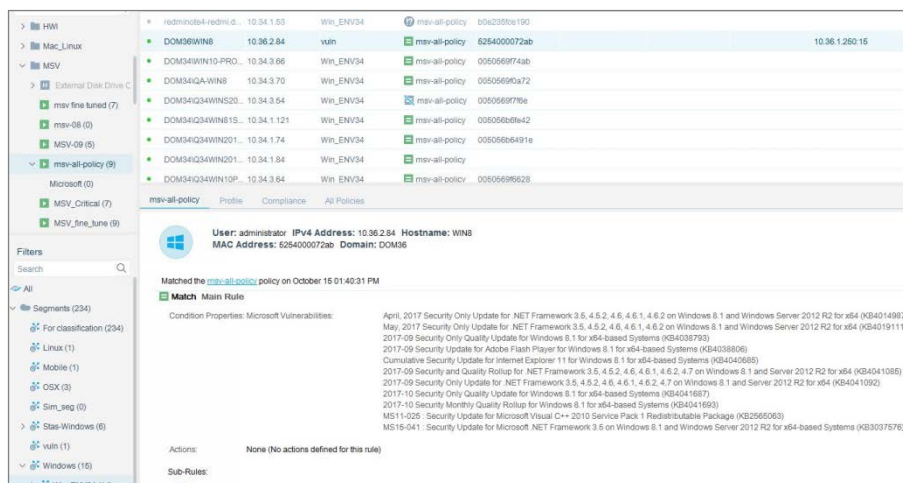 HWI
Mac_Linux
MSV
External Disk Drive C
msv fine tuned (7)
msv-08 (0)
MSV-09 (5)
msv-all-policy (9)
Microsoft (0)
MSV_Critical (7)
MSV_fine_tune (9)
Filters
Search
All
Segments (234)
For classification (234)
Linux (1)
Mobile (1)
OSX (3)
Sim_seg (0)
Stas-Windows (6)
vuln (1)
Windows (15)
redminote4-redmi.d... 10.34.1.53 Win_ENV34 msv-all-policy b0e236fce190
DOM36\WIN8 10.36.2.84 vuln msv-all-policy 5254000072ab 10.36.1.250:15
DOM34\WIN10-PRO... 10.34.3.66 Win_ENV34 msv-all-policy 0050569f74ab
DOM34\QA-WIN8 10.34.3.70 Win_ENV34 msv-all-policy 0050569f0a72
DOM34\Q34WINS20... 10.34.3.54 Win_ENV34 msv-all-policy 0050569f7f6e
DOM34\Q34WIN81S... 10.34.1.121 Win_ENV34 msv-all-policy 005056b6fe42
DOM34\Q34WIN201... 10.34.1.74 Win_ENV34 msv-all-policy 005056b6491e
DOM34\Q34WIN201... 10.34.1.84 Win_ENV34 msv-all-policy
DOM34\Q34WIN10P... 10.34.3.64 Win_ENV34 msv-all-policy 0050569f6628
msv-all-policy Profile Compliance All Policies
User: administrator IPv4 Address: 10.36.2.84 Hostname: WIN8
MAC Address: 5254000072ab Domain: DOM36
Matched the msv-all-policy policy on October 15 01:40:31 PM
Match Main Rule
Condition Properties: Microsoft Vulnerabilities:
April, 2017 Security Only Update for .NET Framework 3.5, 4.5.2, 4.6, 4.6.1, 4.6.2 on Windows 8.1 and Windows Server 2012 R2 for x64 (KB4014987
May, 2017 Security Only Update for .NET Framework 3.5, 4.5.2, 4.6, 4.6.1, 4.6.2 on Windows 8.1 and Windows Server 2012 R2 for x64 (KB4019111
2017-09 Security Only Quality Update for Windows 8.1 for x64-based Systems (KB4038793)
2017-09 Security Update for Adobe Flash Player for Windows 8.1 for x64-based Systems (KB4038806)
Cumulative Security Update for Internet Explorer 11 for Windows 8.1 for x64-based Systems (KB4040685)
2017-09 Security and Quality Rollup for .NET Framework 3.5, 4.5.2, 4.6, 4.6.1, 4.6.2, 4.7 on Windows 8.1 and Server 2012 R2 for x64 (KB4041085)
2017-09 Security Only Update for .NET Framework 3.5, 4.5.2, 4.6, 4.6.1, 4.6.2, 4.7 on Windows 8.1 and Server 2012 R2 for x64 (KB4041092)
2017-10 Security Only Quality Update for Windows 8.1 for x64-based Systems (KB4041687)
2017-10 Security Monthly Quality Rollup for Windows 8.1 for x64-based Systems (KB4041693)
MS11-025 : Security Update for Microsoft Visual C++ 2010 Service Pack 1 Redistributable Package (KB2565063)
MS15-041 : Security Update for Microsoft .NET Framework 3.5 on Windows 8.1 and Windows Server 2012 R2 for x64-based Systems (KB3037576)
Actions: None (No actions defined for this rule)
Sub-Rules: